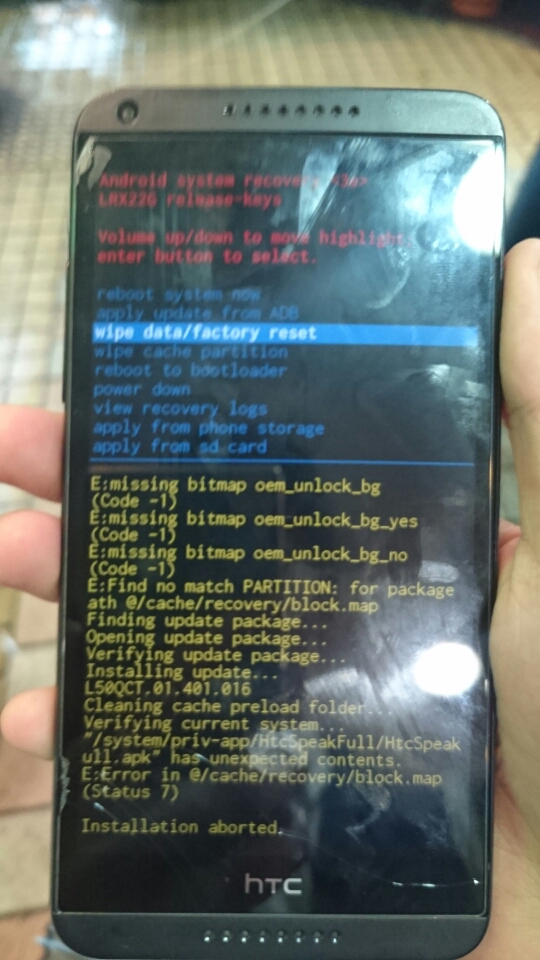 Android system recovery <3e>
LRX22G release-keys
Volume up/down to move highlight;
enter button to select.
reboot system now
apply update from ADB
wipe data/factory reset
wipe cache partition
reboot to bootloader
power down
view recovery logs
apply from phone storage
apply from sd card
E:missing bitmap oem_unlock_bg
(Code -1)
E:missing bitmap oem_unlock_bg_yes
(Code -1)
E:missing bitmap oem_unlock_bg_no
(Code -1)
E:Find no match PARTITION: for package
ath @/cache/recovery/block.map
Finding update package...
Opening update package...
Verifying update package...
Installing update...
L50QCT.01.401.016
Cleaning cache preload folder...
Verifying current system...
"/system/priv-app/HtcSpeakFull/HtcSpeak
ull.apk" has unexpected contents.
E:Error in @/cache/recovery/block.map
(Status 7)
Installation aborted.
hTC